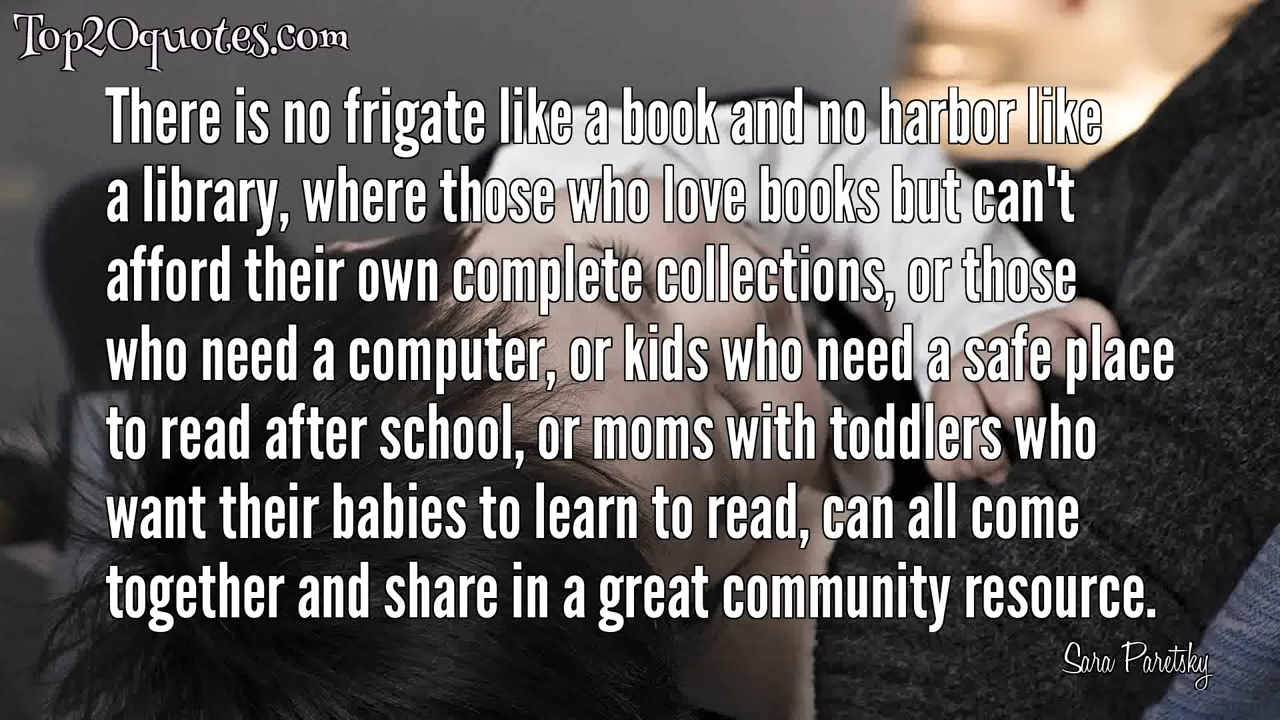 Top20quotes.com
There is no frigate like a book and no harbor like
a library, where those who love books but can't
afford their own complete collections, or those
who need a computer, or kids who need a safe place
to read after school, or moms with toddlers who
want their babies to learn to read, can all come
together and share in a great community resource.
Sara Paretsky